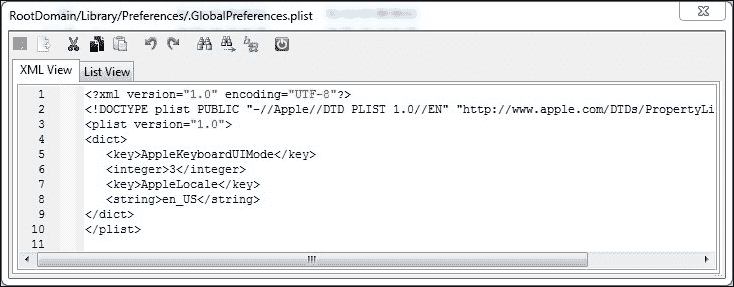 RootDomain/Library/Preferences/.GlobalPreferences.plist
XML View List View
1 <?xml version="1.0" encoding="UTF-8"?>
2 <!DOCTYPE plist PUBLIC "-//Apple//DTD PLIST 1.0//EN" "http://www.apple.com/DTDs/PropertyLi
3 <plist version="1.0">
4 <dict>
5 <key>AppleKeyboardUIMode</key>
6 <integer>3</integer>
7 <key>AppleLocale</key>
8 <string>en_US</string>
9 </dict>
10 </plist>
11